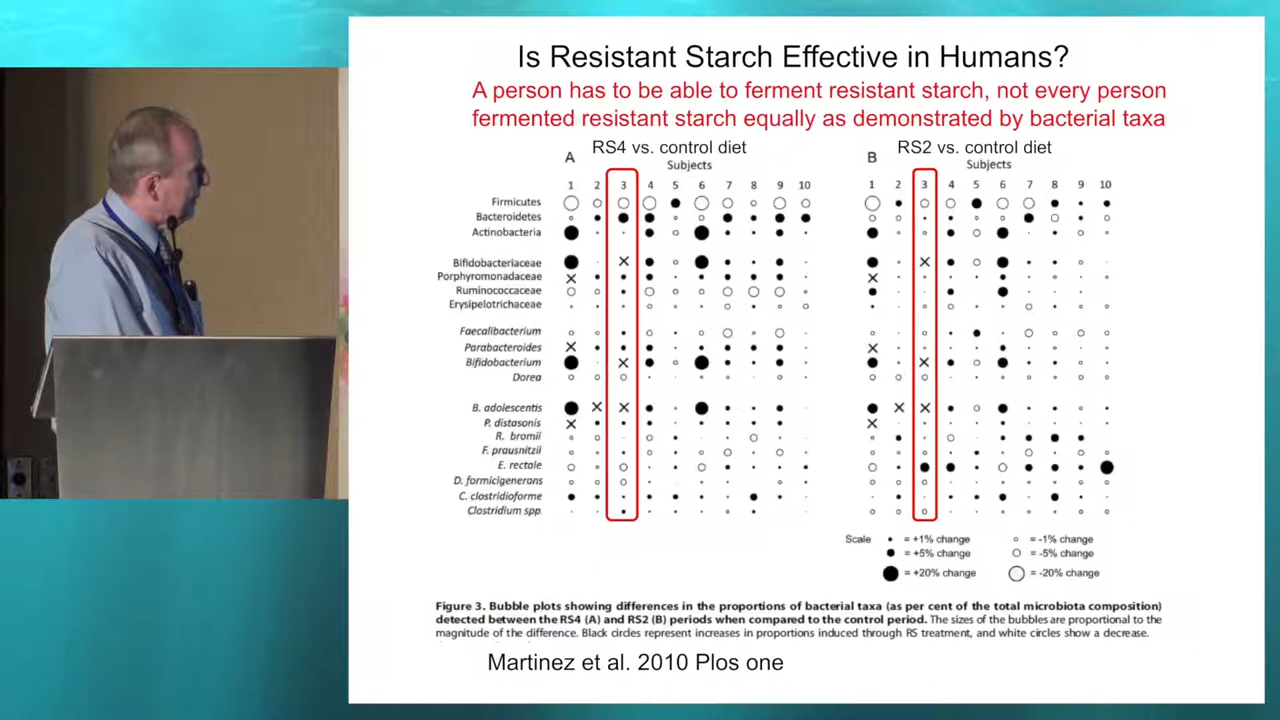 Is Resistant Starch Effective in Humans?
A person has to be able to ferment resistant starch, not every person
fermented resistant starch equally as demonstrated by bacterial taxa
RS4 vs. control diet
A
Subjects
1 2 3 4 5 6 7 8 9 10
RS2 vs. control diet
B
Subjects
1 2 3 4 5 6 7 8 9 10
Firmicutes
Bacteroidetes
Actinobacteria
Bifidobacteriaceae
Porphyromonadaceae
Ruminococcaceae
Erysipelotrichaceae
Faecalibacterium
Parabacteroides
Bifidobacterium
Dorea
B. adolescentis
P. distasonis
R. bromii
F. prausnitzii
E. rectale
D. formicigenerans
C. clostridioforme
Clostridium spp.
Scale
= +1% change
= -1% change
= +5% change
= -5% change
= +20% change
= -20% change
Figure 3. Bubble plots showing differences in the proportions of bacterial taxa (as per cent of the total microbiota composition)
detected between the RS4 (A) and RS2 (B) periods when compared to the control period. The sizes of the bubbles are proportional to the
magnitude of the difference. Black circles represent increases in proportions induced through RS treatment, and white circles show a decrease.
Martinez et al. 2010 Plos one